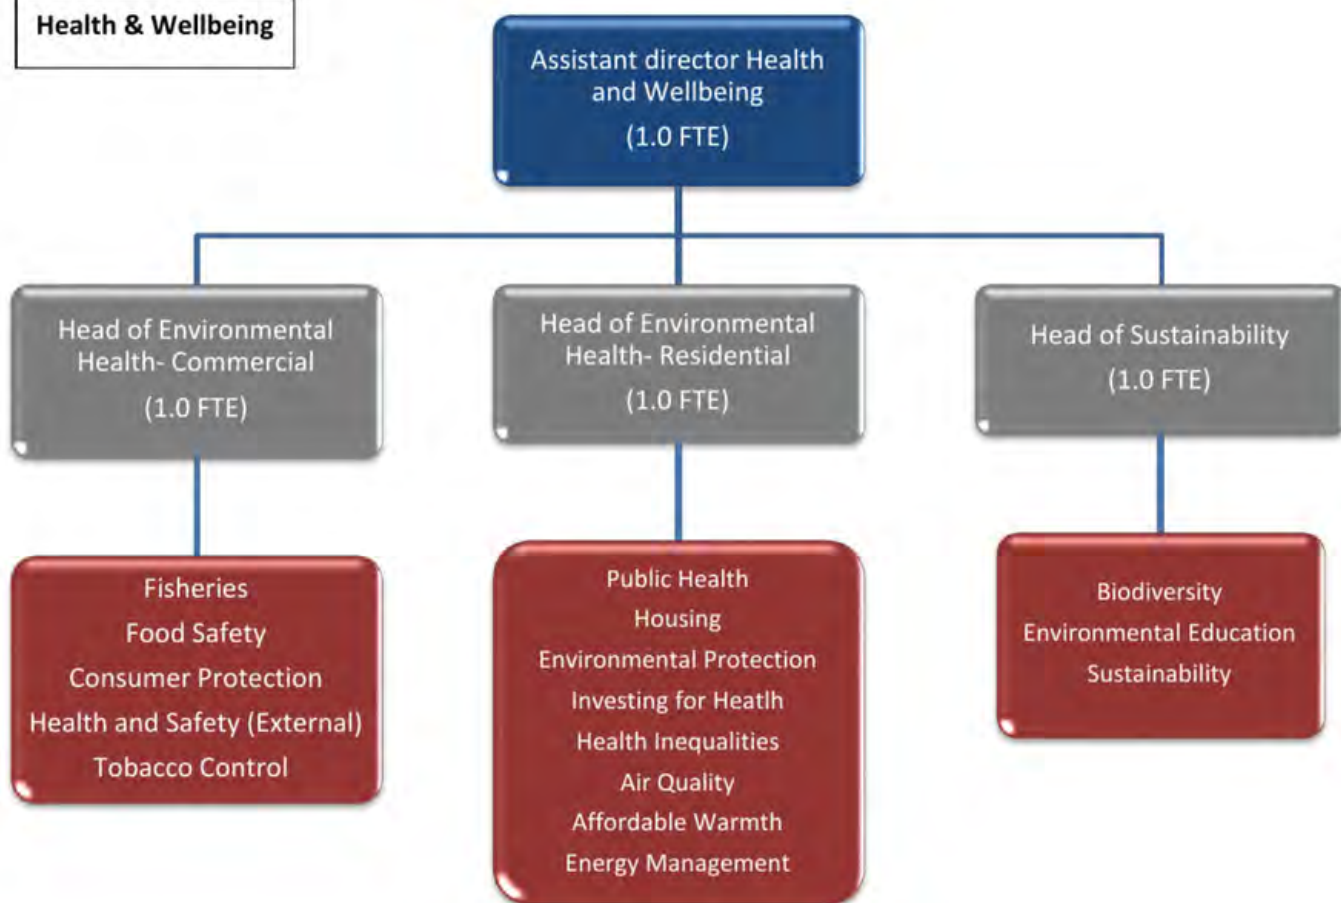 Health & Wellbeing
Assistant director Health
and Wellbeing
(1.0 FTE)
Head of Environmental
Health- Commercial
(1.0 FTE)
Head of Environmental
Health- Residential
(1.0 FTE)
Head of Sustainability
(1.0 FTE)
Fisheries
Food Safety
Consumer Protection
Health and Safety (External)
Tobacco Control
Public Health
Housing
Environmental Protection
Investing for Heatlh
Health Inequalities
Air Quality
Affordable Warmth
Energy Management
Biodiversity
Environmental Education
Sustainability